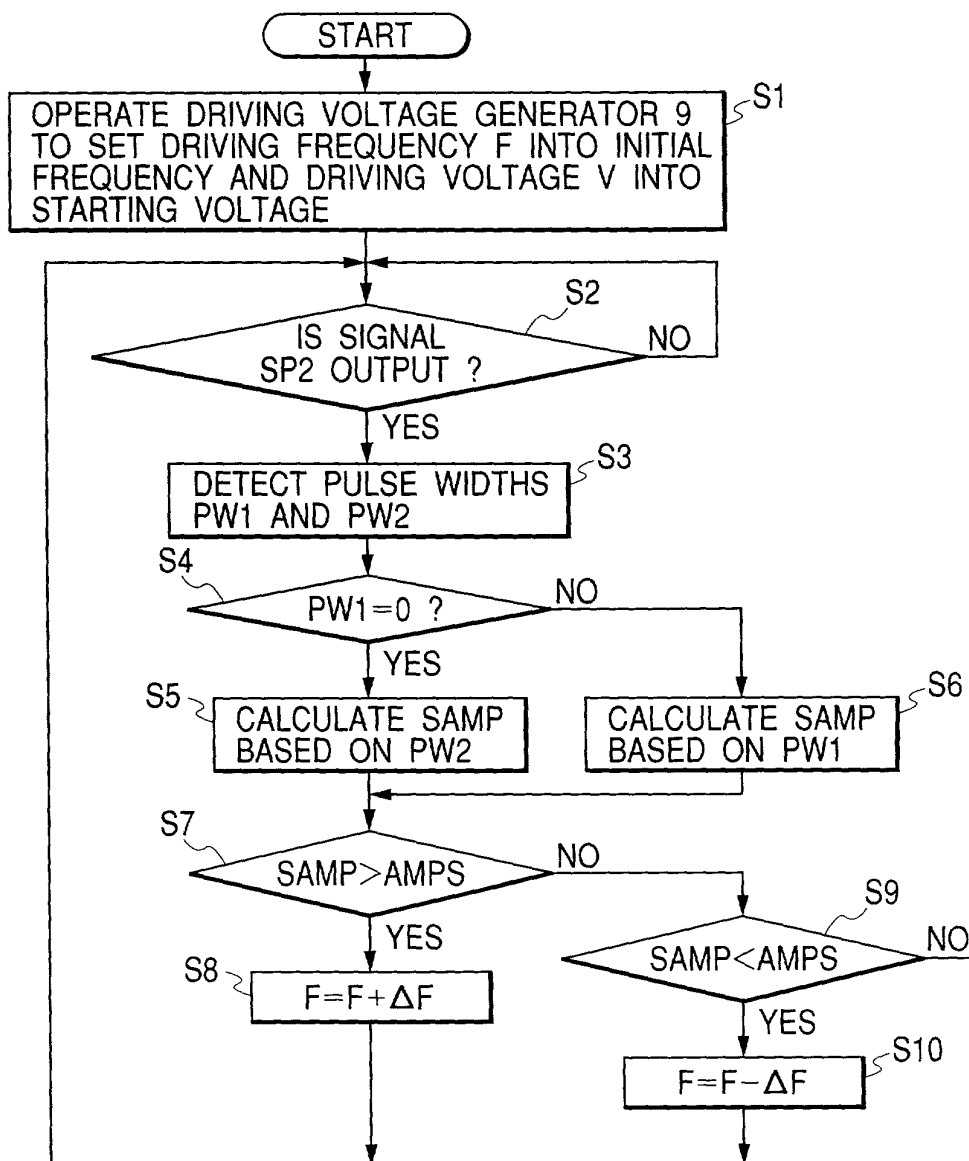 START
S1
OPERATE DRIVING VOLTAGE GENERATOR 9
TO SET DRIVING FREQUENCY F INTO INITIAL
FREQUENCY AND DRIVING VOLTAGE V INTO
STARTING VOLTAGE
S2
IS SIGNAL
SP2 OUTPUT ?
NO
YES
S3
DETECT PULSE WIDTHS
PW1 AND PW2
S4
PW1=0 ?
NO
YES
S5
CALCULATE SAMP
BASED ON PW2
S6
CALCULATE SAMP
BASED ON PW1
S7
SAMP>AMPS
NO
YES
S9
SAMP<AMPS
NO
YES
S8
F=F+ΔF
S10
F=F-ΔF